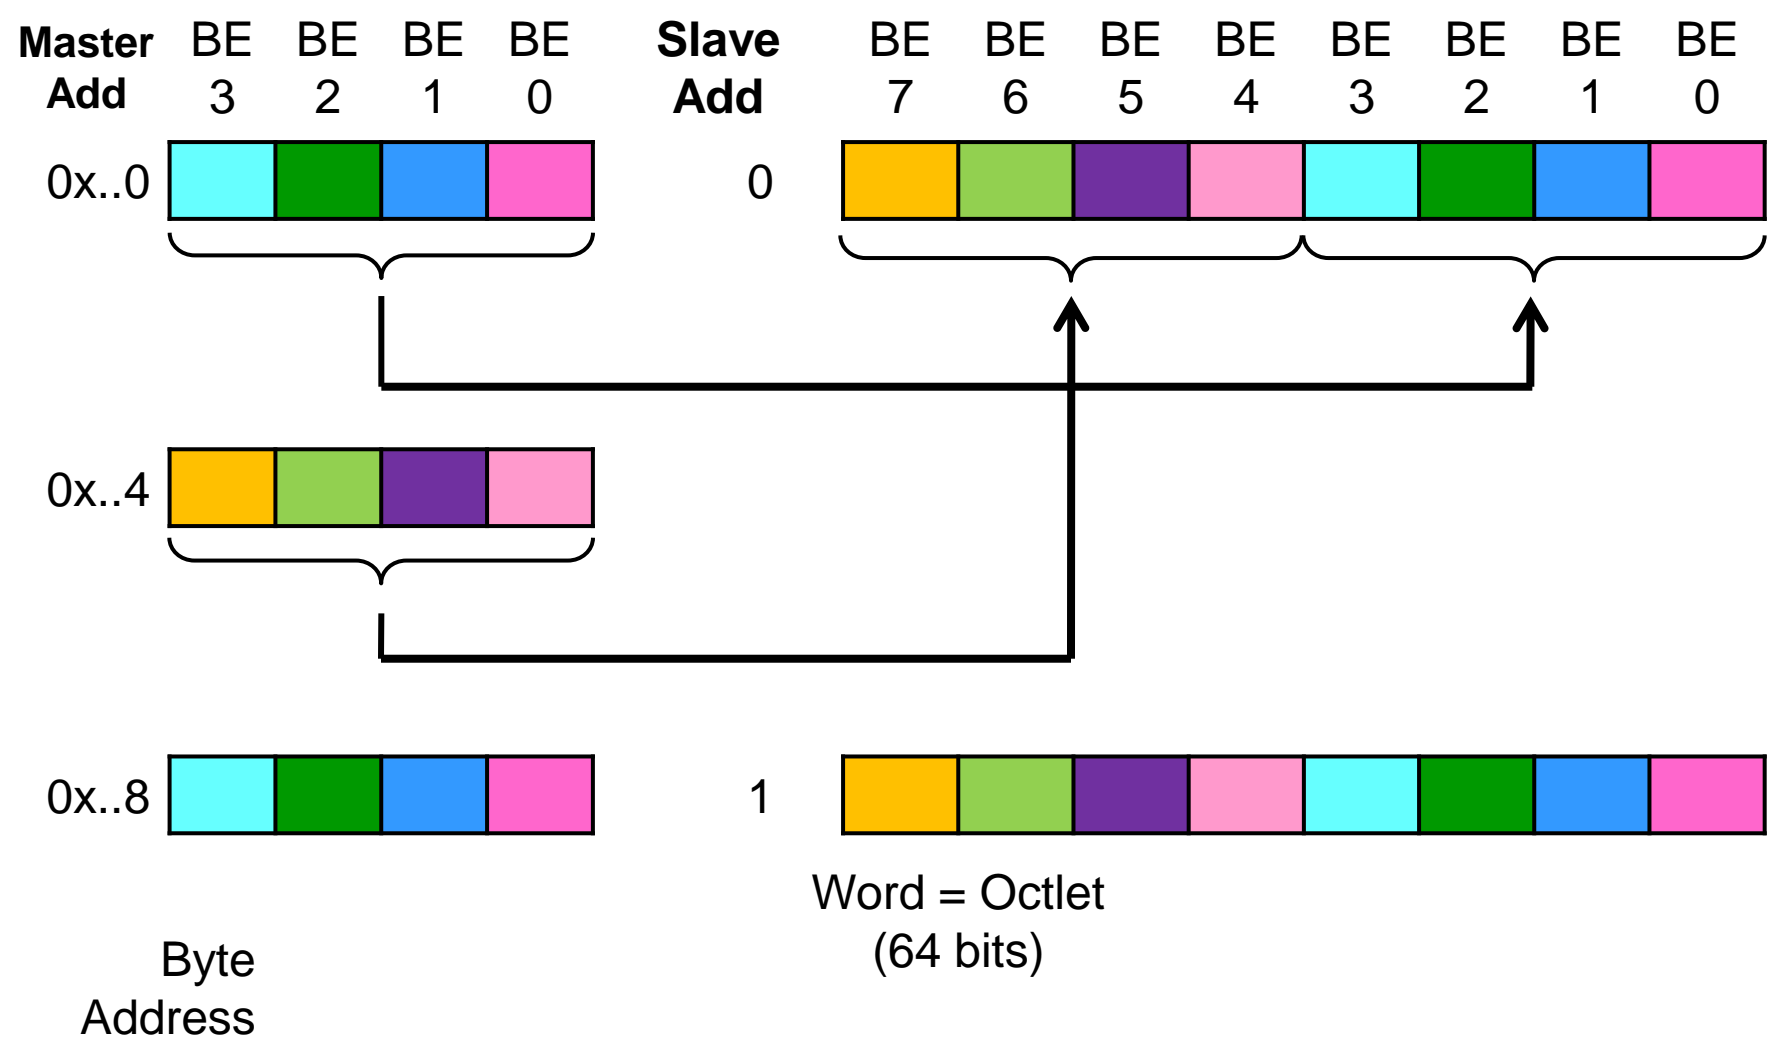 Master BE BE BE BE Slave BE BE BE BE BE BE BE BE
Add 3 2 1 0 Add 7 6 5 4 3 2 1 0
0x..0 0
0x..4
0x..8 1
Word = Octlet
(64 bits)
Byte
Address